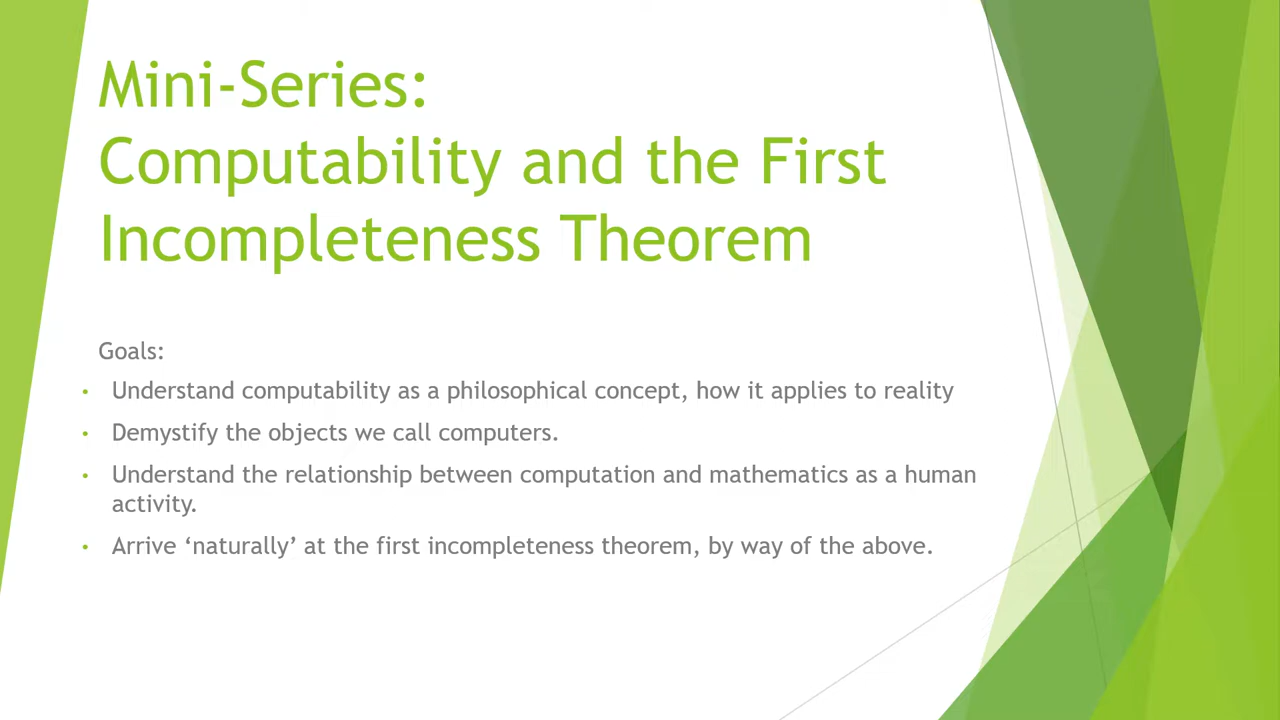 Mini-Series:
Computability and the First
Incompleteness Theorem
Goals:
• Understand computability as a philosophical concept, how it applies to reality
• Demystify the objects we call computers.
• Understand the relationship between computation and mathematics as a human
activity.
• Arrive ‘naturally’ at the first incompleteness theorem, by way of the above.